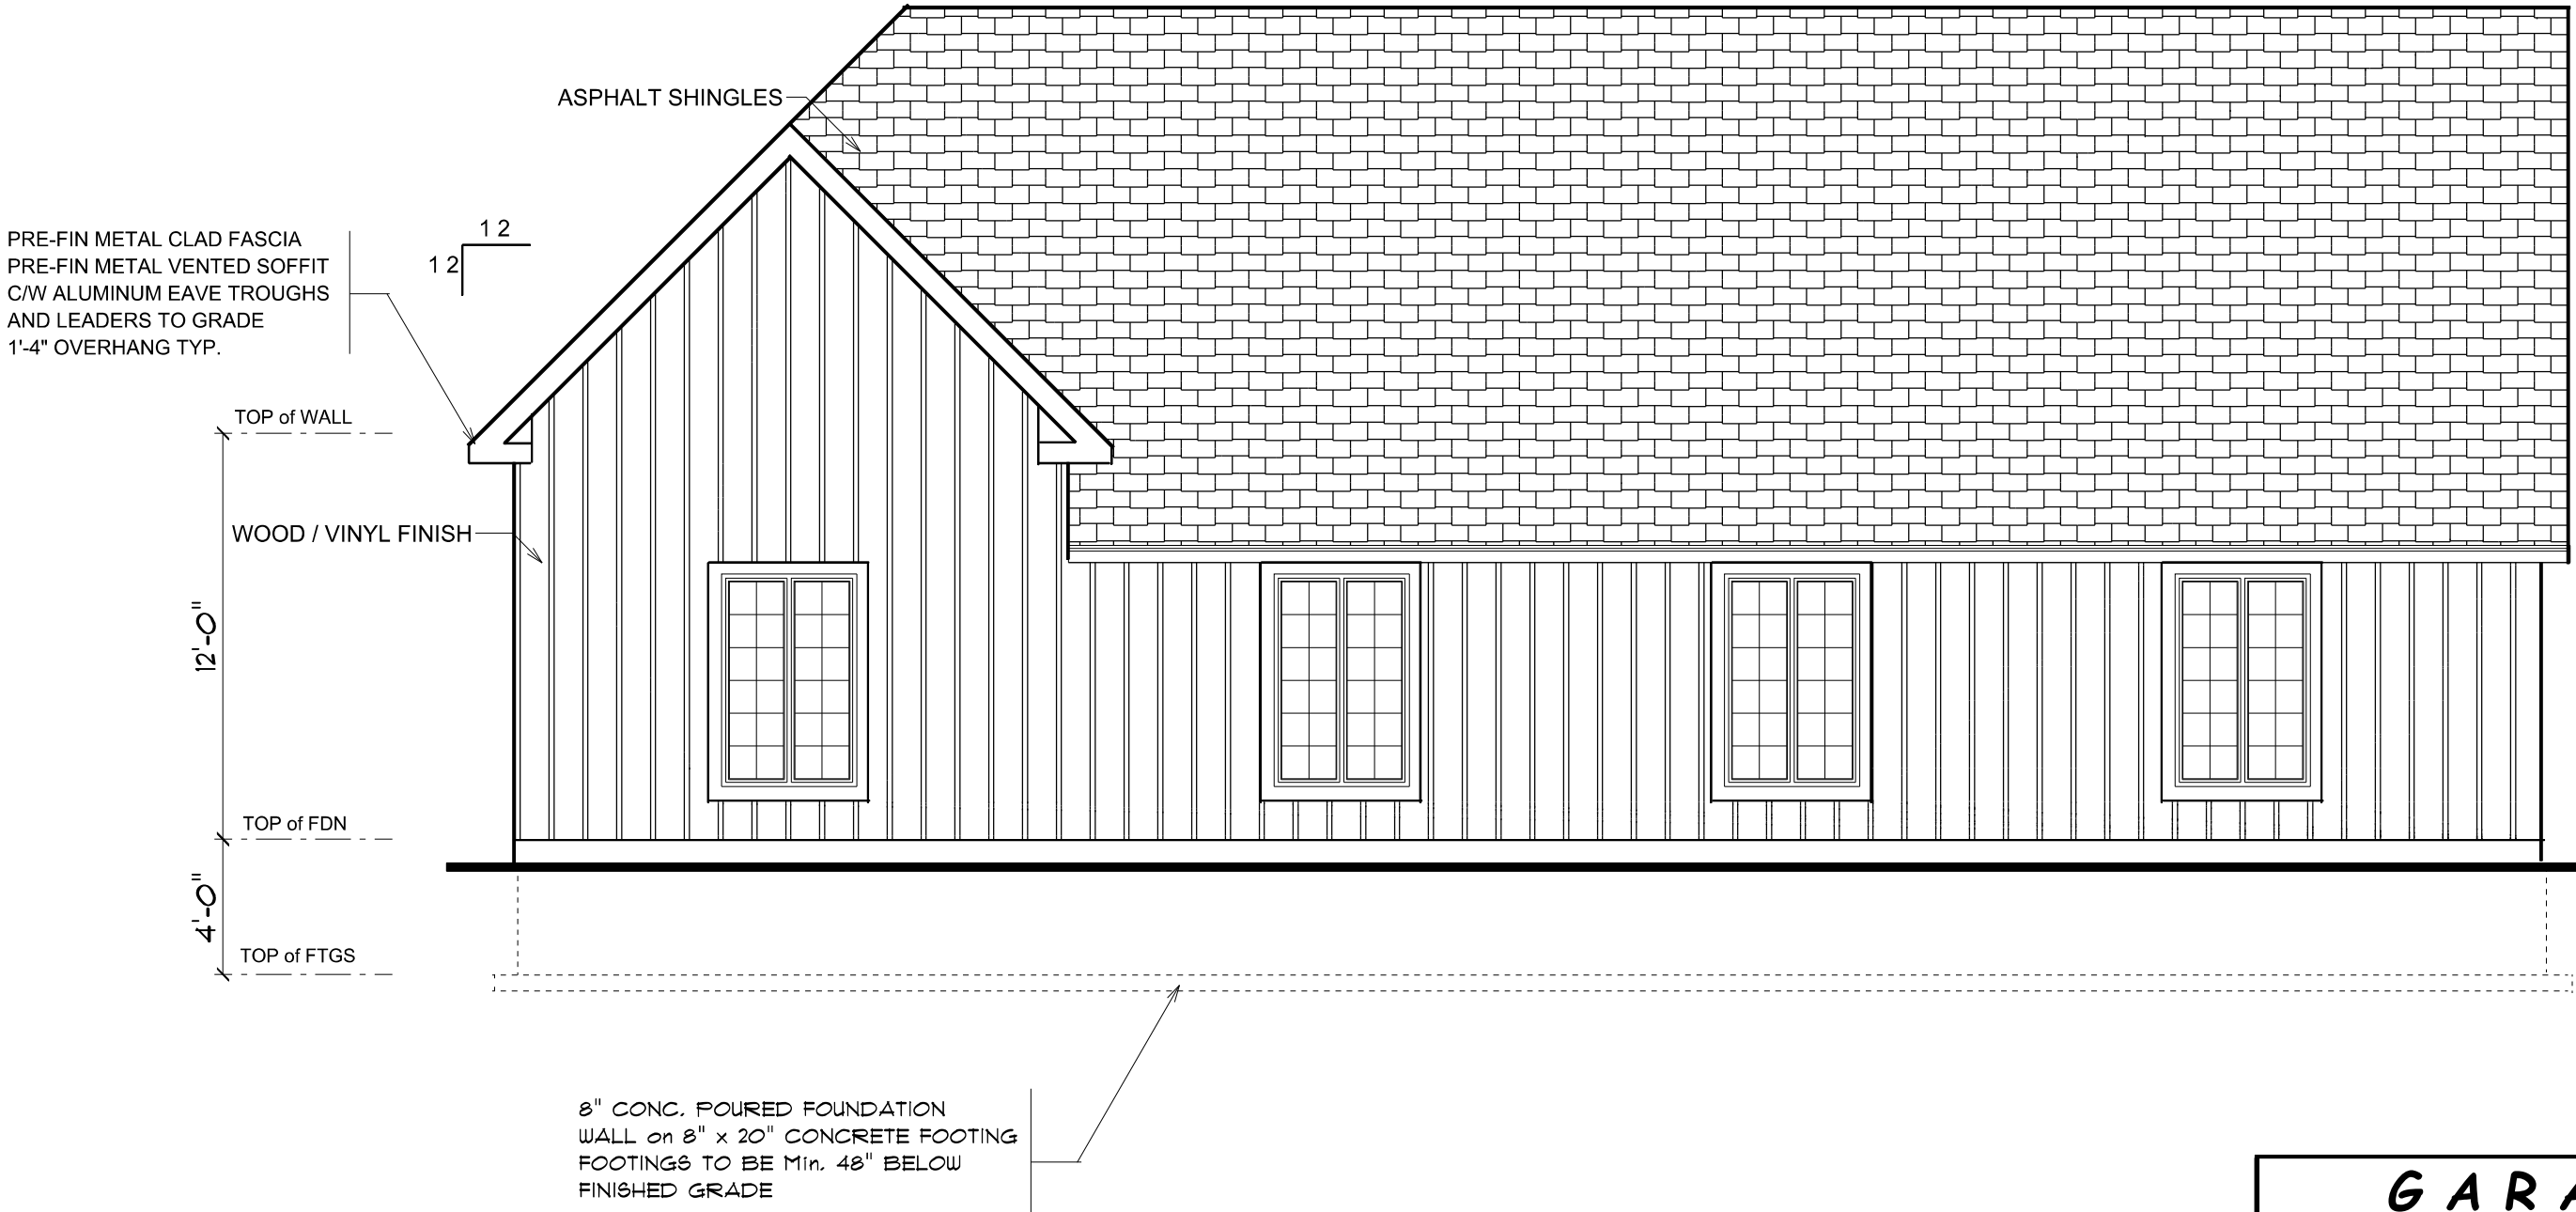 ASPHALT SHINGLES
12
12
PRE-FIN METAL CLAD FASCIA
PRE-FIN METAL VENTED SOFFIT
C/W ALUMINUM EAVE TROUGHS
AND LEADERS TO GRADE
1'-4" OVERHANG TYP.
TOP of WALL
WOOD / VINYL FINISH
12'-0"
TOP of FDN
4'-0"
TOP of FTGS
8" CONC. POURED FOUNDATION
WALL on 8" x 20" CONCRETE FOOTING
FOOTINGS TO BE Min. 48" BELOW
FINISHED GRADE